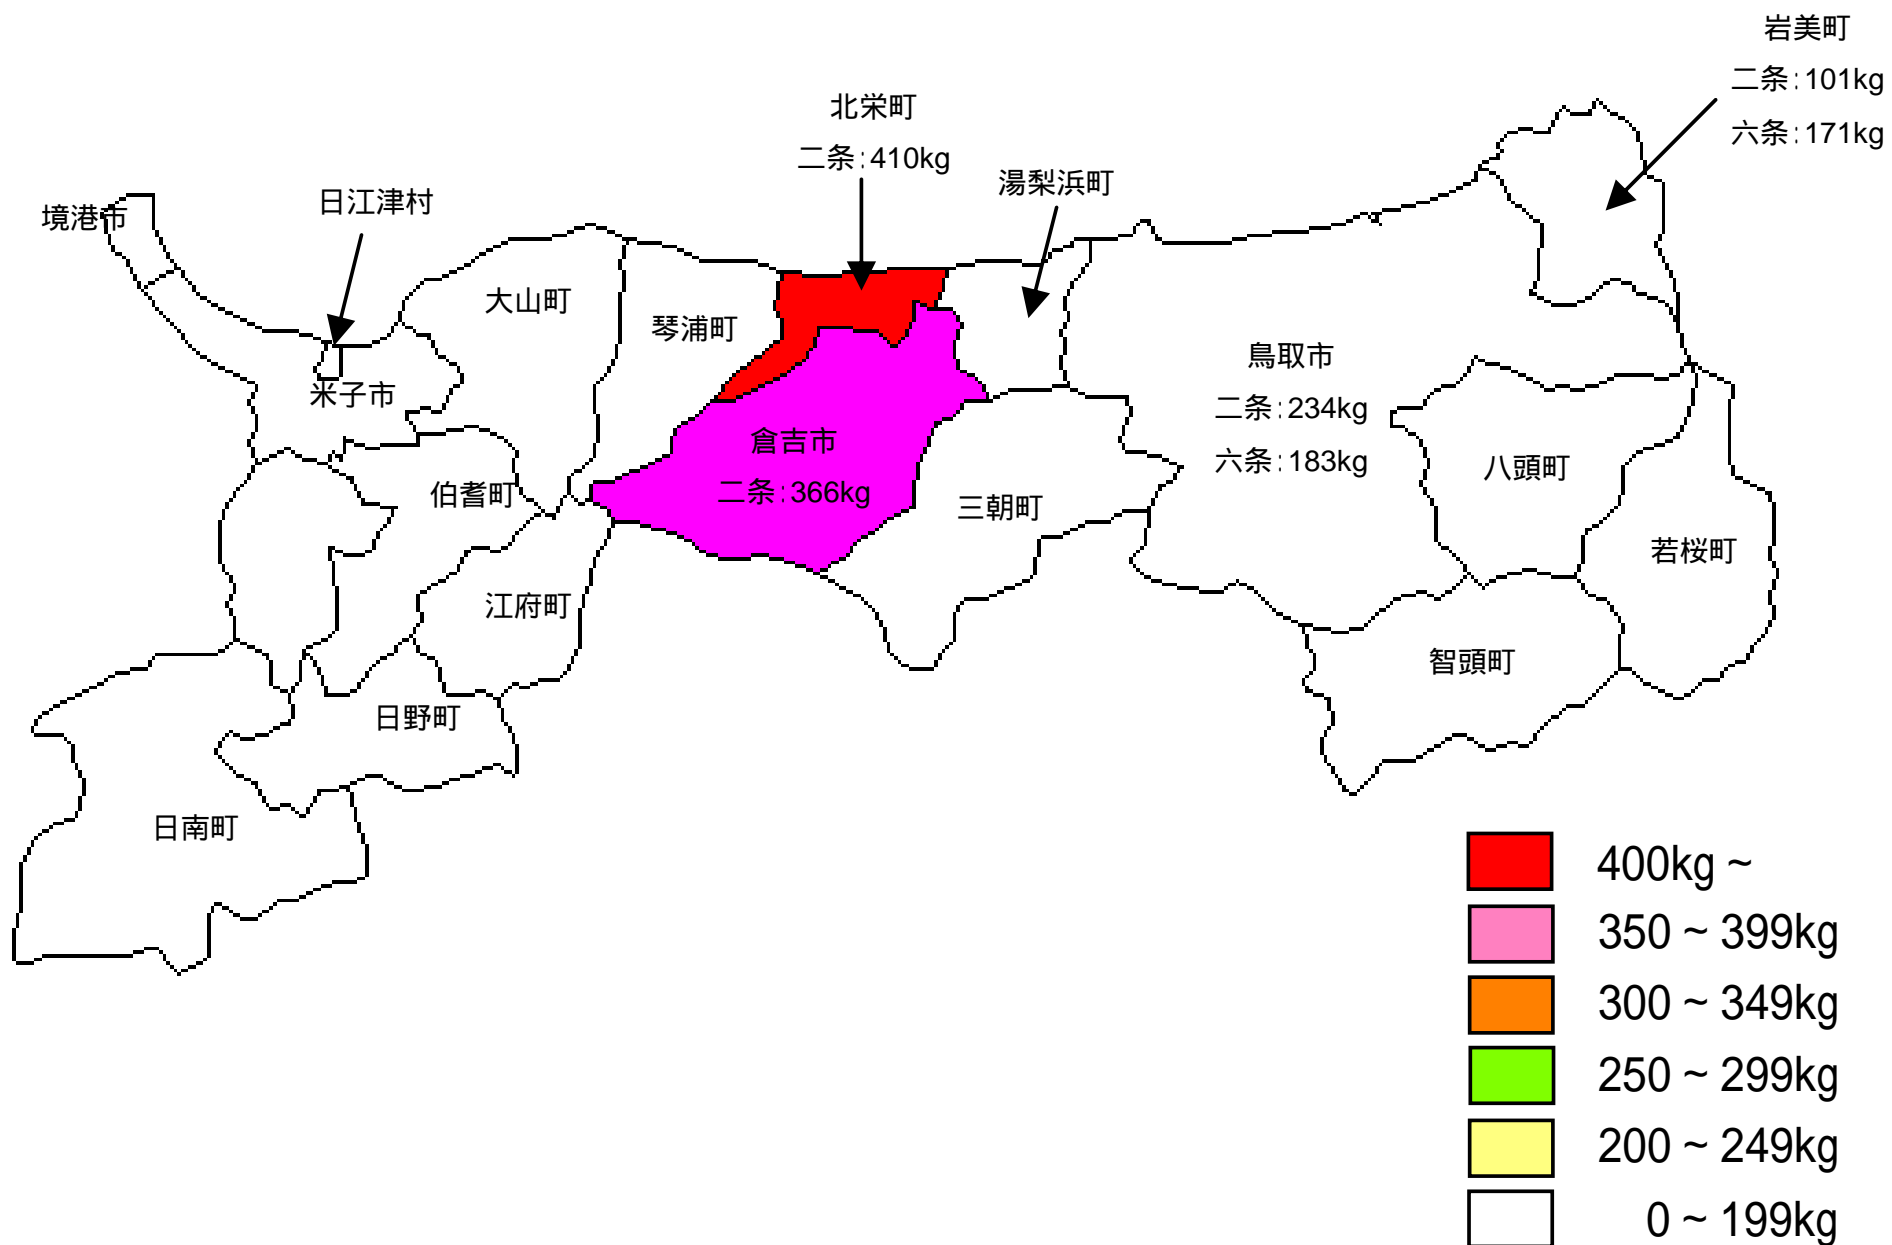 岩美町
二条:101kg
六条:171kg
北栄町
二条:410kg
湯梨浜町
日江津村
境港市
大山町
琴浦町
米子市
鳥取市
二条:234kg
六条:183kg
倉吉市
二条:366kg
八頭町
伯耆町
三朝町
若桜町
江府町
智頭町
日野町
日南町
400kg ~
350 ~ 399kg
300 ~ 349kg
250 ~ 299kg
200 ~ 249kg
0 ~ 199kg